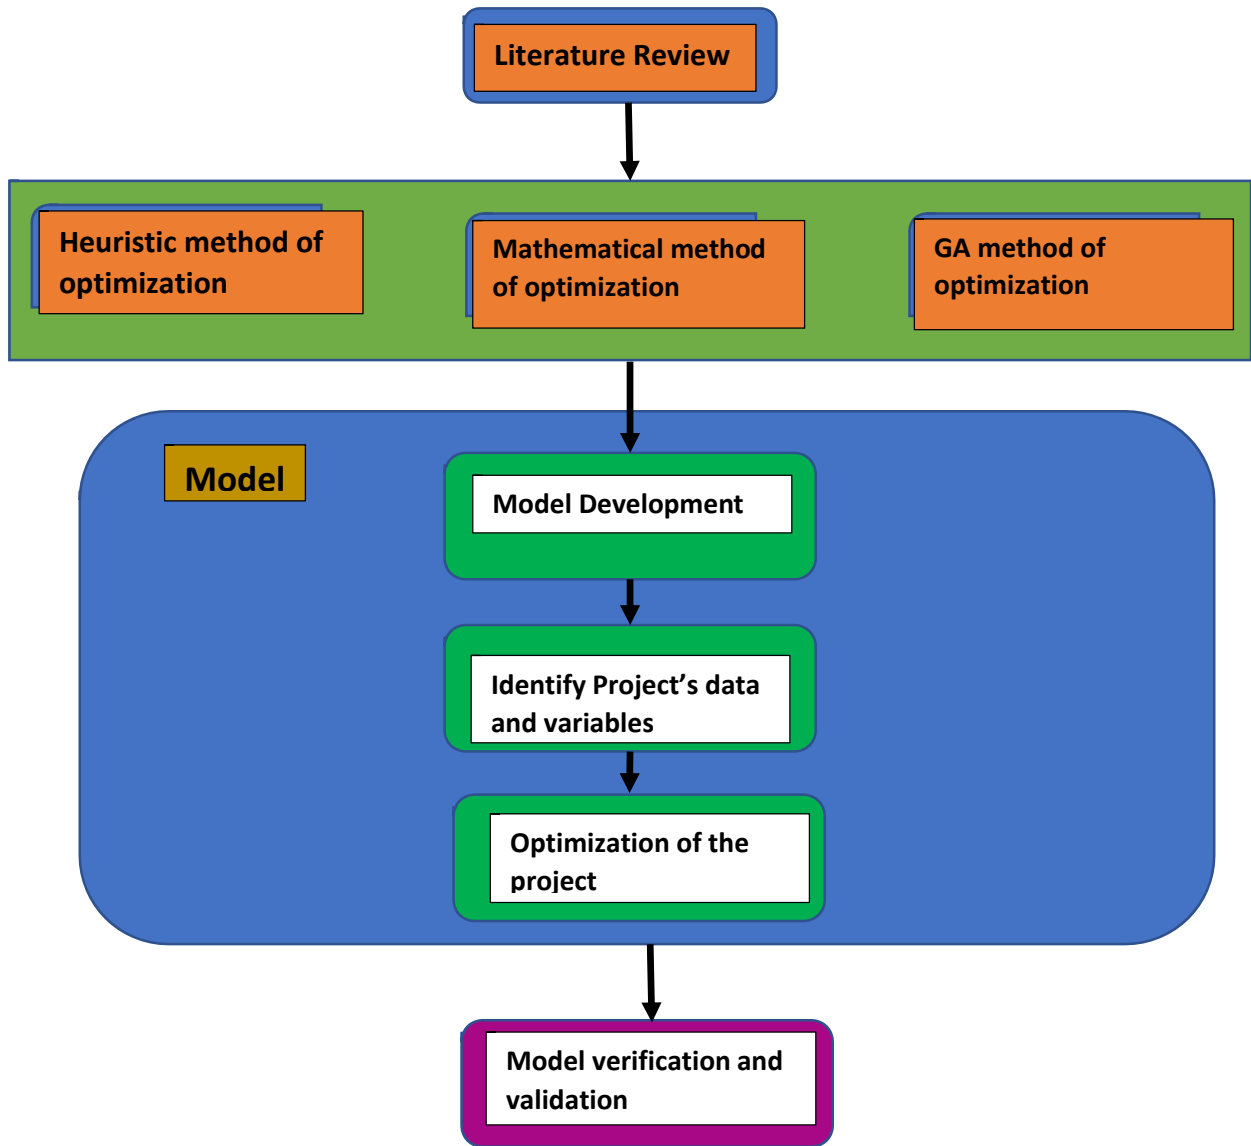 Literature Review
Heuristic method of
optimization
Mathematical method
of optimization
GA method of
optimization
Model
Model Development
Identify Project’s data
and variables
Optimization of the
project
Model verification and
validation